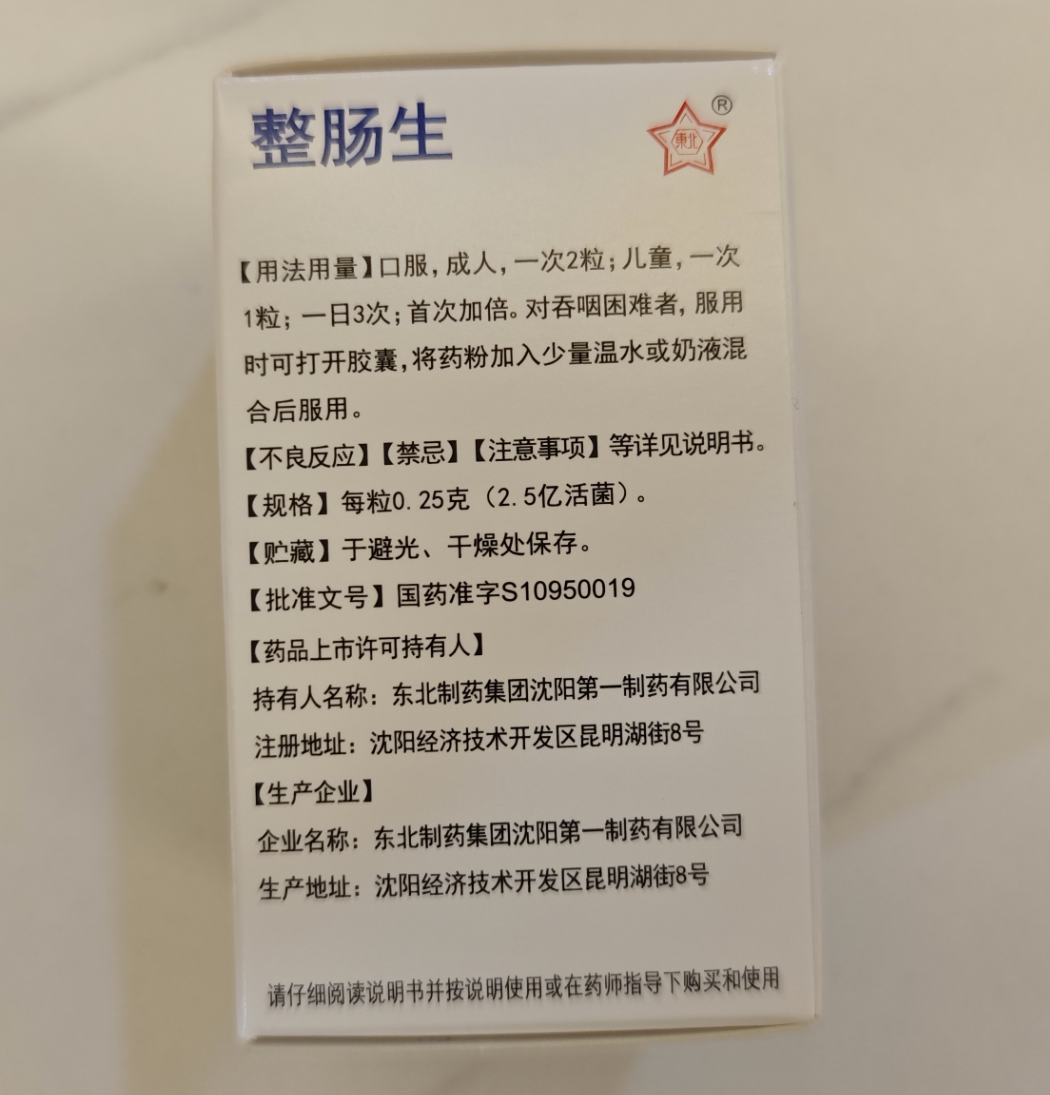 整肠生
東北
®
【用法用量】口服,成人,一次2粒;儿童,一次
1粒;一日3次;首次加倍。对吞咽困难者,服用
时可打开胶囊,将药粉加入少量温水或奶液混
合后服用。
【不良反应】【禁忌】【注意事项】等详见说明书。
【规格】每粒0.25克(2.5亿活菌)。
【贮藏】于避光、干燥处保存。
【批准文号】国药准字S10950019
【药品上市许可持有人】
持有人名称:东北制药集团沈阳第一制药有限公司
注册地址:沈阳经济技术开发区昆明湖街8号
【生产企业】
企业名称:东北制药集团沈阳第一制药有限公司
生产地址:沈阳经济技术开发区昆明湖街8号
请仔细阅读说明书并按说明使用或在药师指导下购买和使用